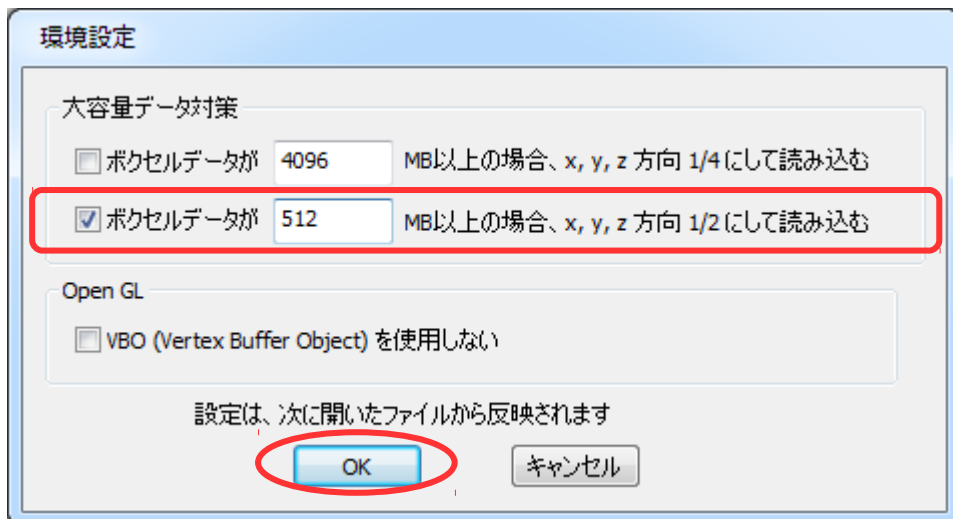 環境設定
大容量データ対策
ボクセルデータが 4096 MB以上の場合、x, y, z 方向 1/4 にして読み込む
ボクセルデータが 512 MB以上の場合、x, y, z 方向 1/2 にして読み込む
Open GL
VBO (Vertex Buffer Object) を使用しない
設定は、次に開いたファイルから反映されます
OK キャンセル